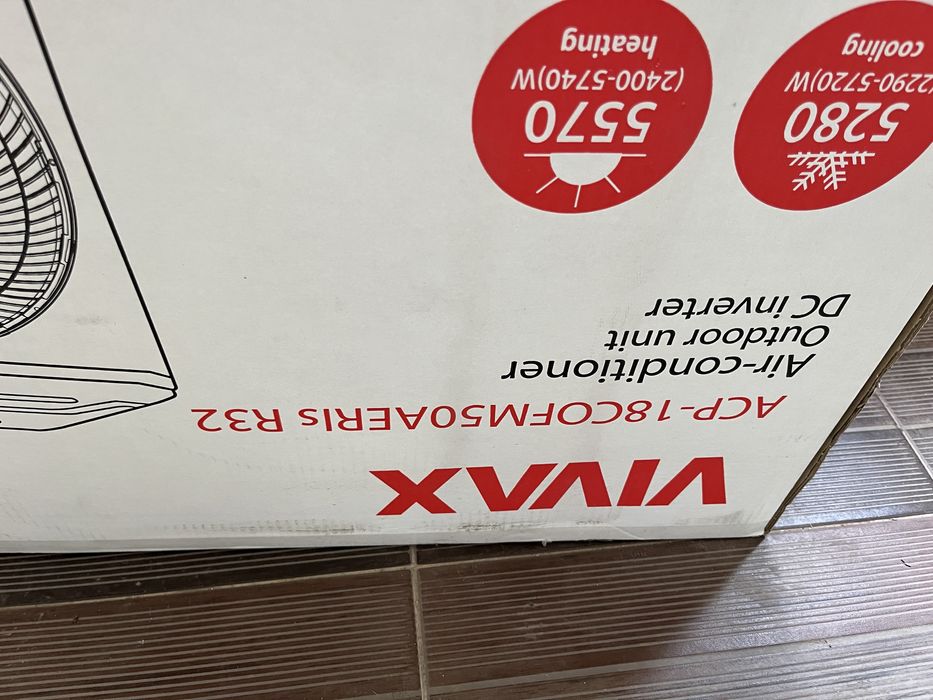 VIVAX
ACP-18COFM50AERIs R32
Air-conditioner
Outdoor unit
DC inverter
5280
(2290-5720)W
cooling
5570
(2400-5740)W
heating